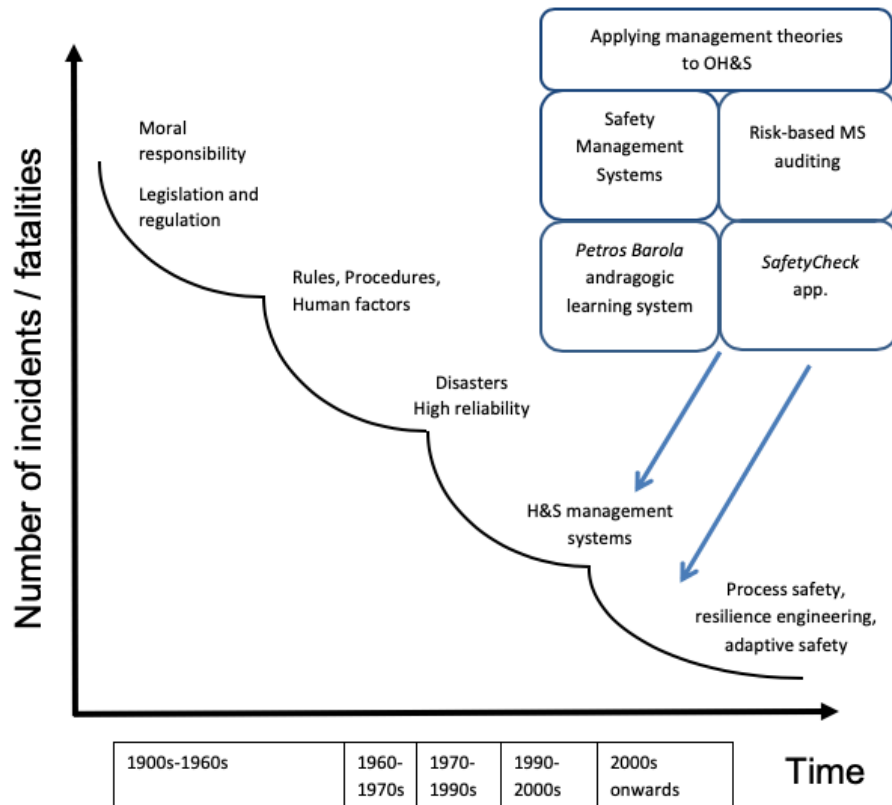 Applying management theories
to OH&S
Safety
Management
Systems
Risk-based MS
auditing
Petros Barola
andragogic
learning system
SafetyCheck
app.
Number of incidents / fatalities
Moral
responsibility
Legislation and
regulation
Rules, Procedures,
Human factors
Disasters
High reliability
H&S management
systems
Process safety,
resilience engineering,
adaptive safety
1900s-1960s
1960-
1970s
1970-
1990s
1990-
2000s
2000s
onwards
Time